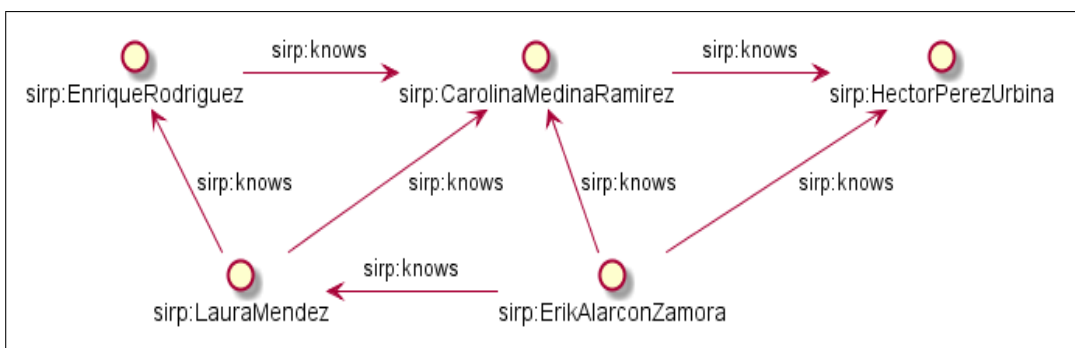 sirp:knows
sirp:knows
sirp:EnriqueRodriguez
sirp:CarolinaMedinaRamirez
sirp:HectorPerezUrbina
sirp:knows
sirp:knows
sirp:knows
sirp:knows
sirp:knows
sirp:LauraMendez
sirp:ErikAlarconZamora